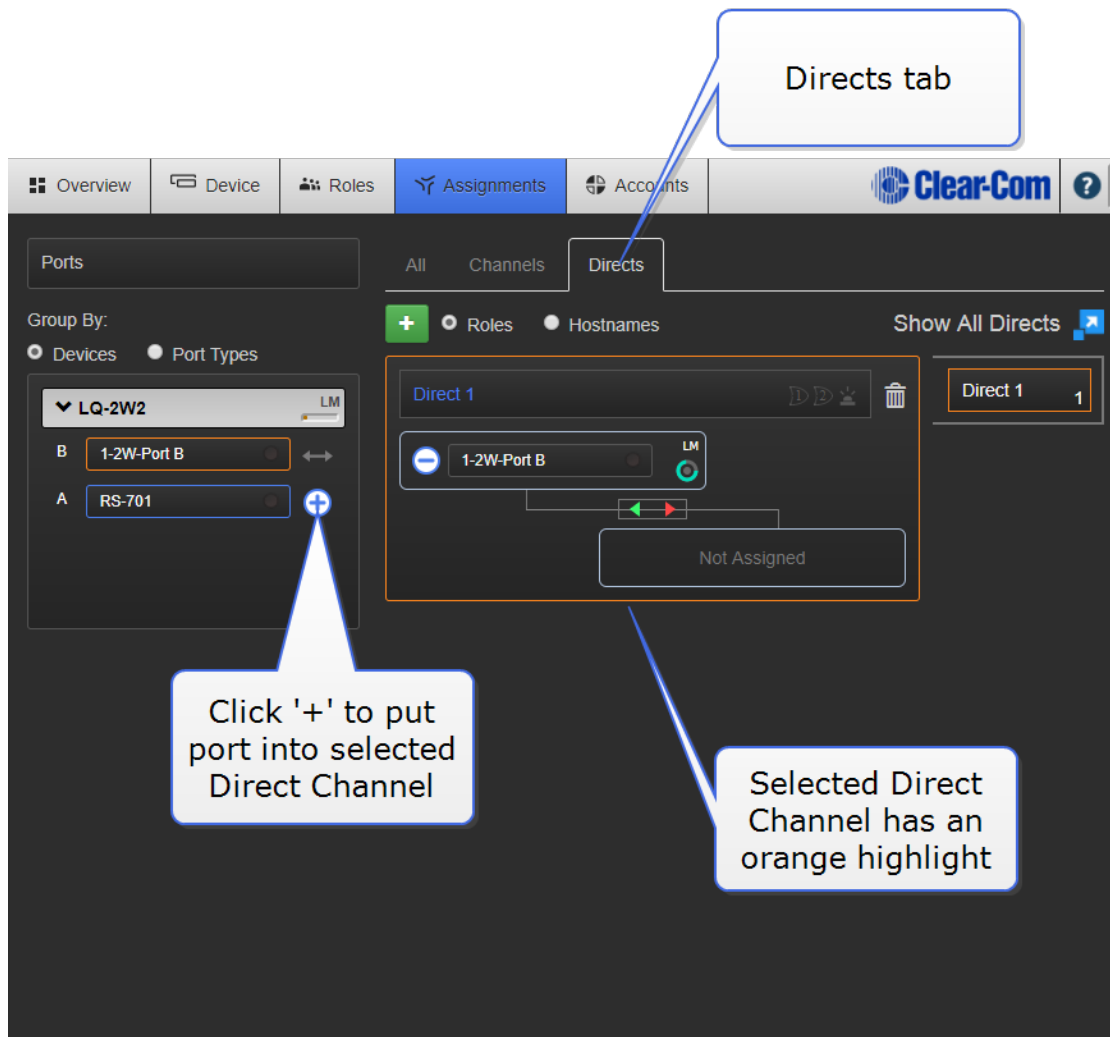 Directs tab
Overview
Device
Roles
Assignments
Accounts
Clear-Com
?
Ports
All
Channels
Directs
Group By:
Devices
Port Types
+
Roles
Hostnames
Show All Directs
LQ-2W2
LM
B
1-2W-Port B
A
RS-701
+
Direct 1
1
2
1-2W-Port B
LM
Not Assigned
Direct 1
1
Click '+' to put
port into selected
Direct Channel
Selected Direct
Channel has an
orange highlight